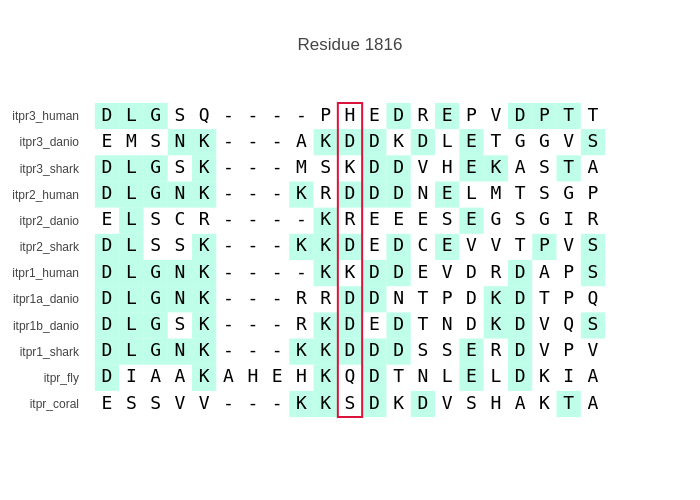 Residue 1816
itpr3_human D L G S Q - - - - P H E D R E P V D P T T
itpr3_danio E M S N K - - - A K D D K D L E T G G V S
itpr3_shark D L G S K - - - M S K D D V H E K A S T A
itpr2_human D L G N K - - - K R D D D N E L M T S G P
itpr2_danio E L S C R - - - - K R E E E S E G S G I R
itpr2_shark D L S S K - - - K K D E D C E V V T P V S
itpr1_human D L G N K - - - - K K D D E V D R D A P S
itpr1a_danio D L G N K - - - R R D D N T P D K D T P Q
itpr1b_danio D L G S K - - - R K D E D T N D K D V Q S
itpr1_shark D L G N K - - - K K D D D S S E R D V P V
itpr_fly D I A A K A H E H K Q D T N L E L D K I A
itpr_coral E S S V V - - - K K S D K D V S H A K T A